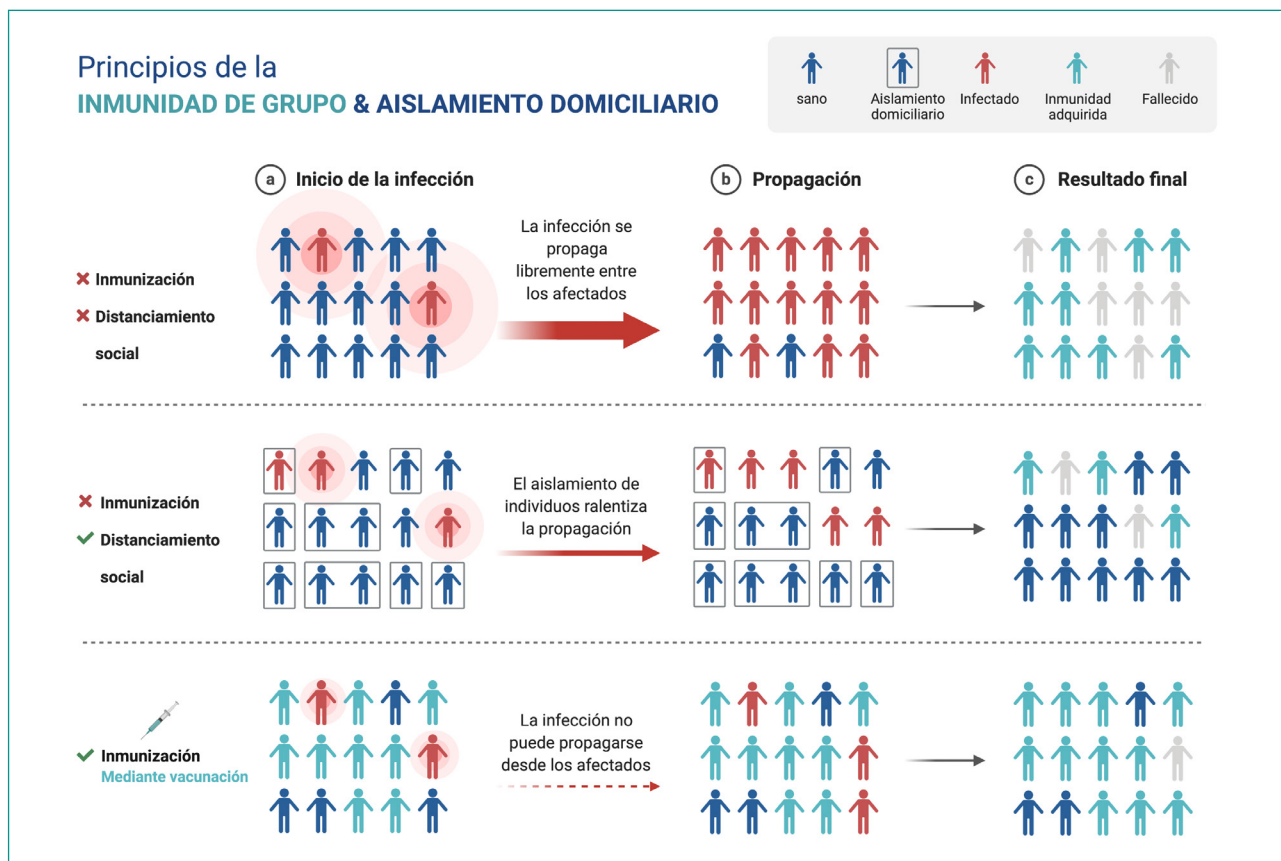 Principios de la
INMUNIDAD DE GRUPO & AISLAMIENTO DOMICILIARIO
sano
Aislamiento
domiciliario
Infectado
Inmunidad
adquirida
Fallecido
a Inicio de la infección
b Propagación
c Resultado final
Inmunización
Distanciamiento
social
La infección se
propaga
libremente entre
los afectados
Inmunización
Distanciamiento
social
El aislamiento de
individuos ralentiza
la propagación
Inmunización
Mediante vacunación
La infección no
puede propagarse
desde los afectados